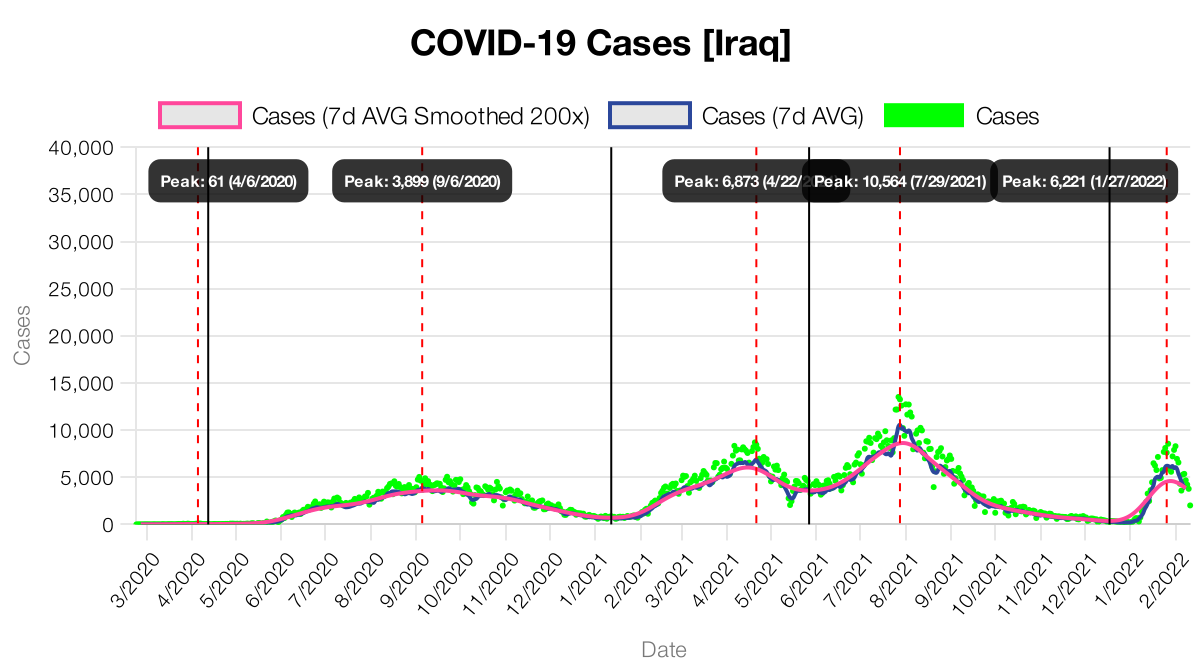 COVID-19 Cases [Iraq]
Cases (7d AVG Smoothed 200x) Cases (7d AVG) Cases
40,000
35,000
30,000
25,000
20,000
15,000
10,000
5,000
0
Peak: 61 (4/6/2020) Peak: 3,899 (9/6/2020) Peak: 6,873 (4/22/2 Peak: 10,564 (7/29/2021) Peak: 6,221 (1/27/2022)
Cases
3/2020 4/2020 5/2020 6/2020 7/2020 8/2020 9/2020 10/2020 11/2020 12/2020 1/2021 2/2021 3/2021 4/2021 5/2021 6/2021 7/2021 8/2021 9/2021 10/2021 11/2021 12/2021 1/2022 2/2022
Date